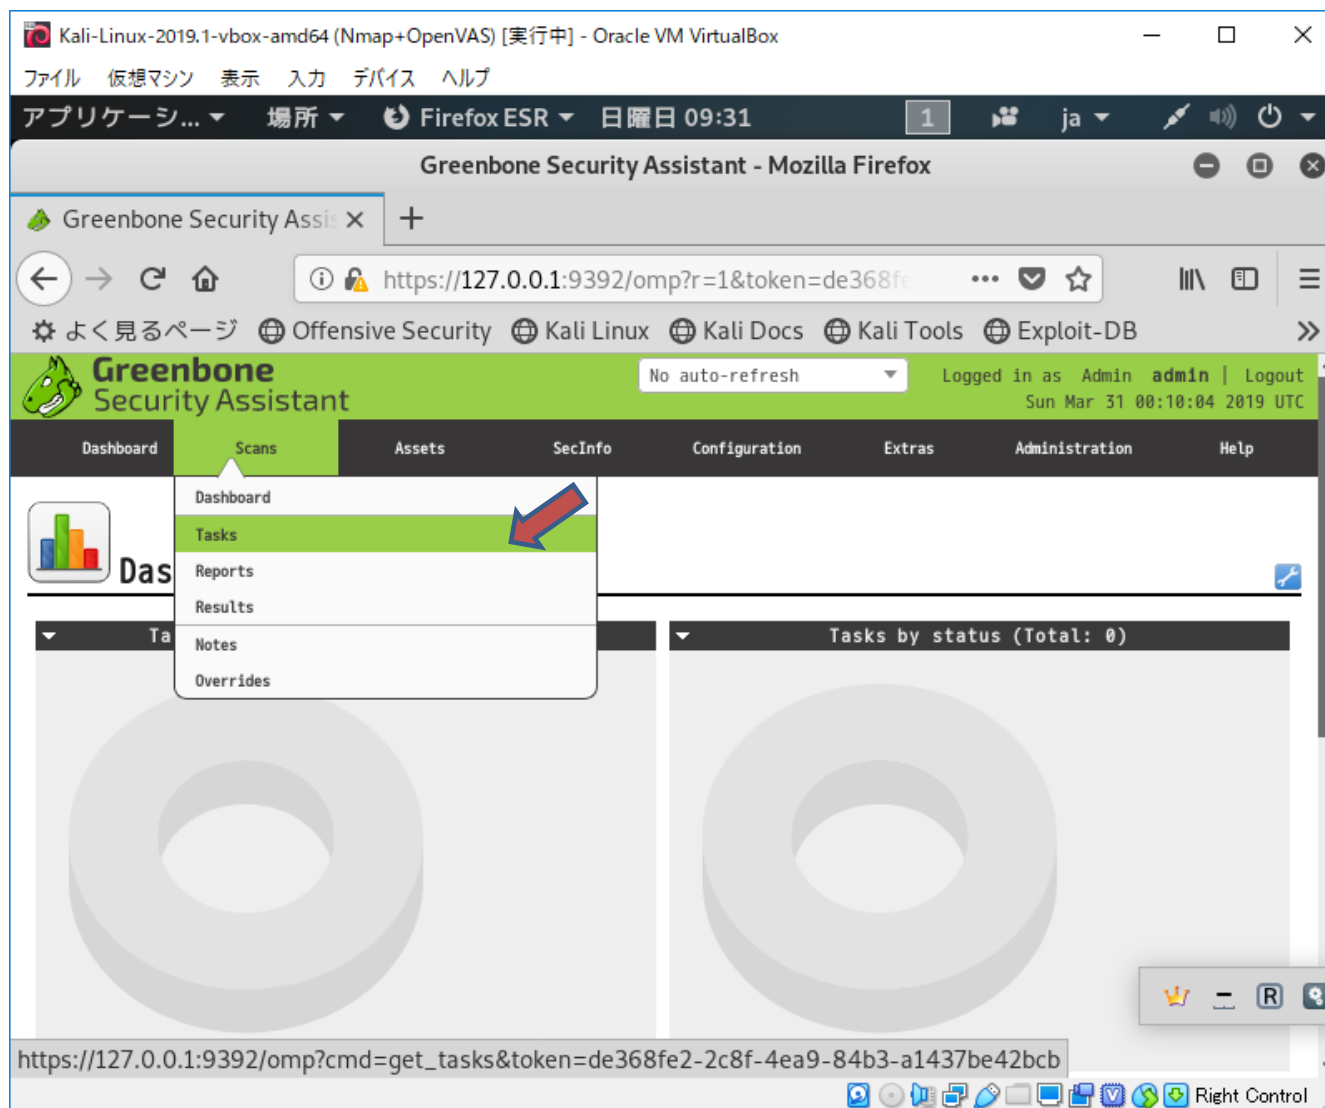 Kali-Linux-2019.1-vbox-amd64 (Nmap+OpenVAS) [実行中] - Oracle VM VirtualBox
ファイル 仮想マシン 表示 入力 デバイス ヘルプ
アプリケーシ... 場所 Firefox ESR 日曜日 09:31 1 ja
Greenbone Security Assistant - Mozilla Firefox
Greenbone Security Assis
https://127.0.0.1:9392/omp?r=1&token=de368fe
よく見るページ Offensive Security Kali Linux Kali Docs Kali Tools Exploit-DB
Greenbone
Security Assistant
No auto-refresh
Logged in as Admin admin | Logout
Sun Mar 31 00:10:04 2019 UTC
Dashboard Scans Assets SecInfo Configuration Extras Administration Help
Dashboard
Tasks
Reports
Results
Notes
Overrides
Das
Ta
Tasks by status (Total: 0)
R
https://127.0.0.1:9392/omp?cmd=get_tasks&token=de368fe2-2c8f-4ea9-84b3-a1437be42bcb
Right Control